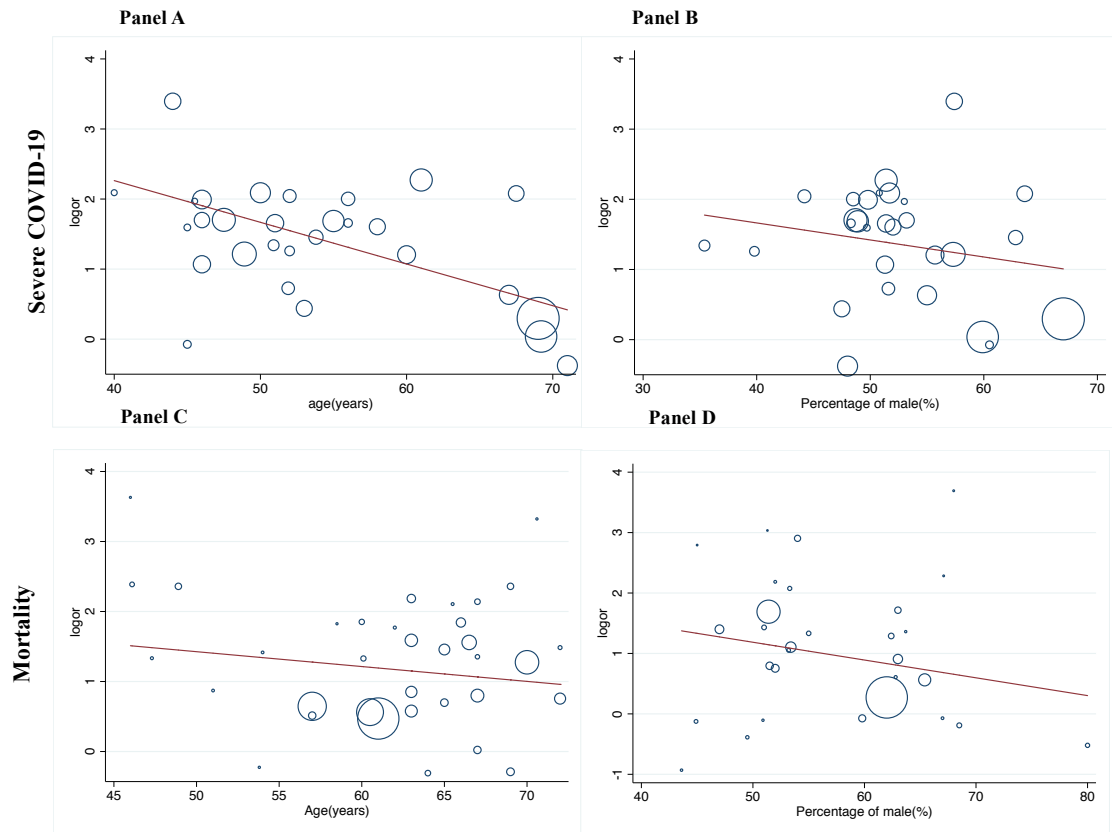 Panel A
Panel B
Severe COVID-19
logor
4
3
2
1
0
40
50
60
70
age(years)
logor
4
3
2
1
0
30
40
50
60
70
Percentage of male(%)
Panel C
Panel D
Mortality
logor
4
3
2
1
0
45
50
55
60
65
70
Age(years)
logor
4
3
2
1
0
-1
40
50
60
70
80
Percentage of male(%)